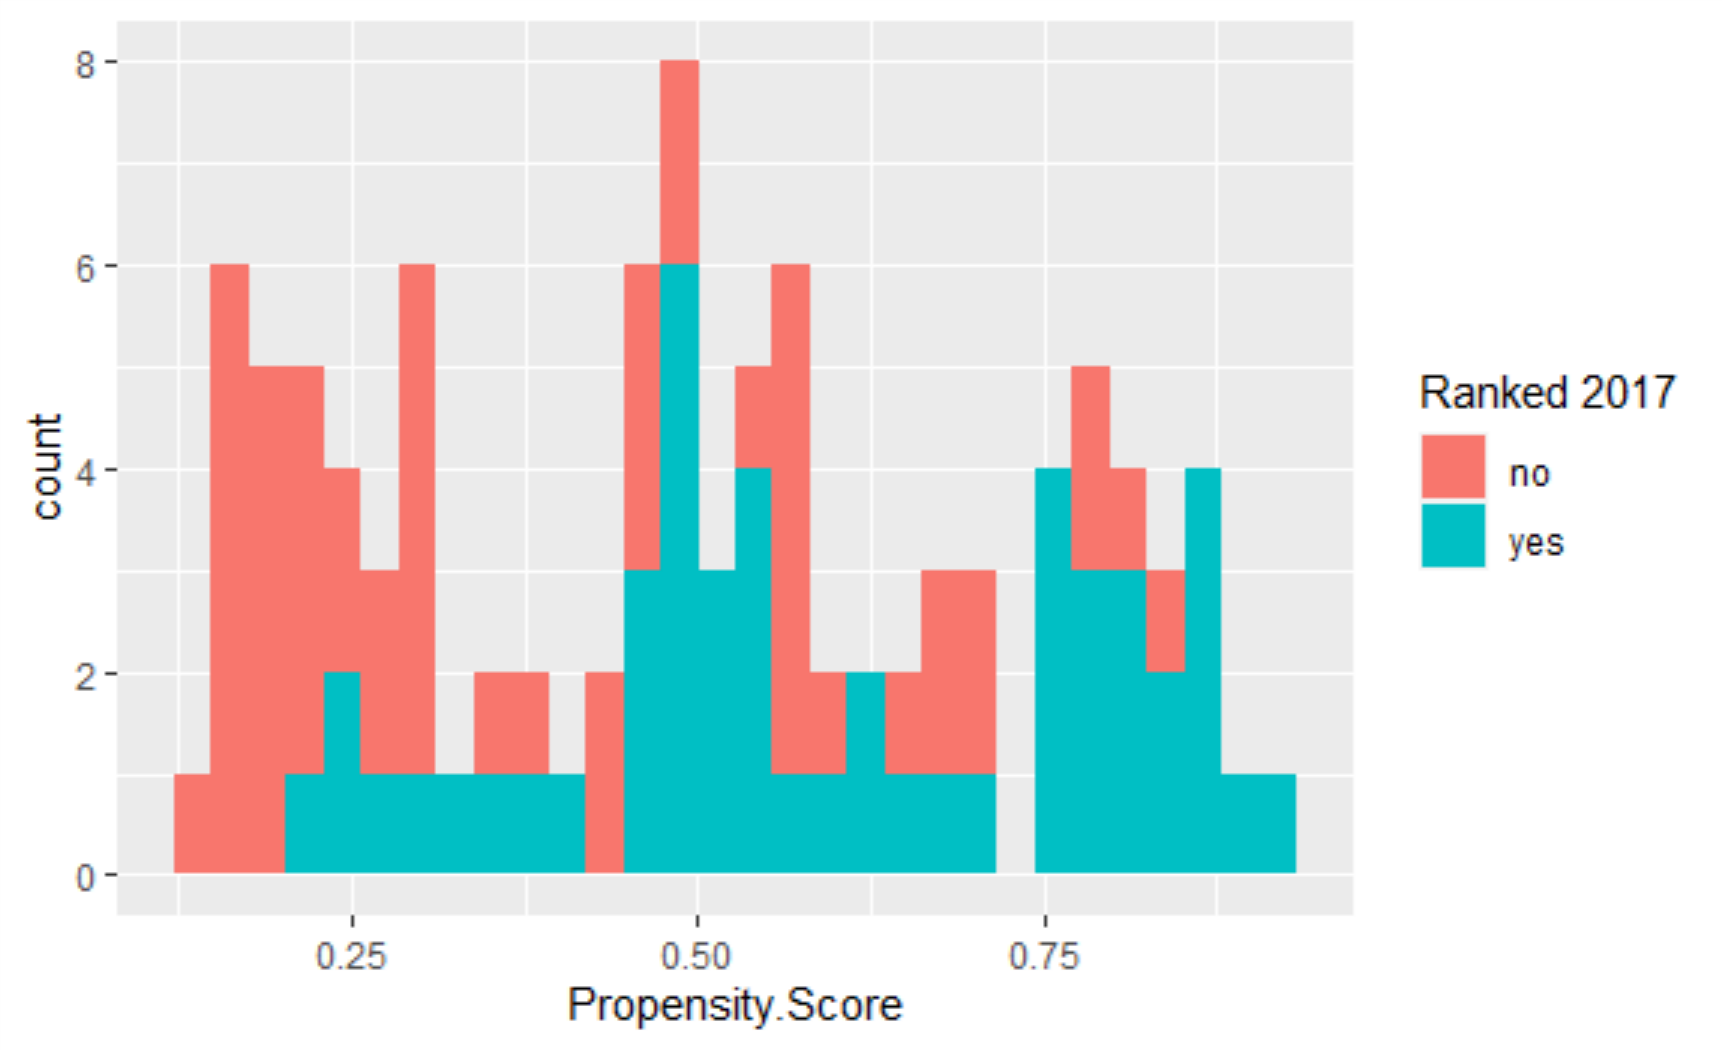 8
6
4
2
0
count
0.25 0.50 0.75
Propensity.Score
Ranked 2017
no
yes